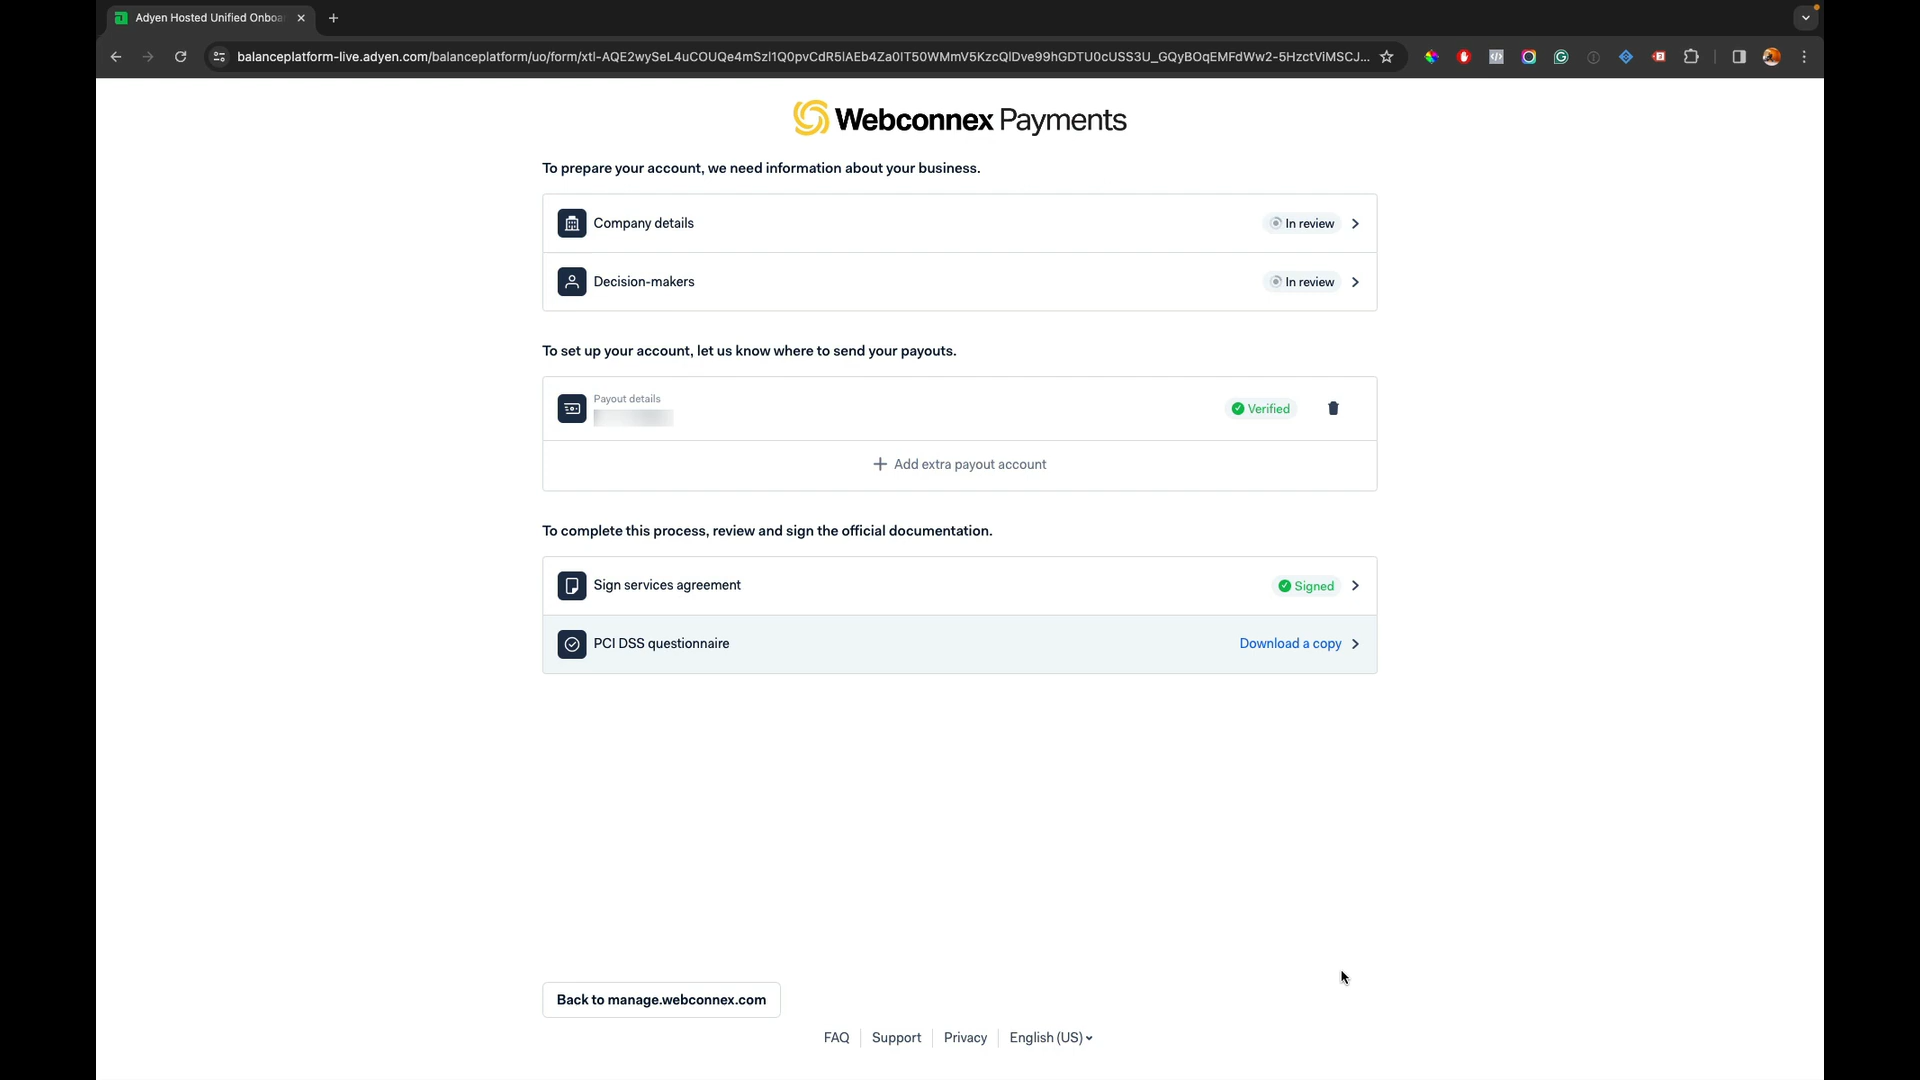 Adyen Hosted Unified Onboa
balanceplatform-live.adyen.com/balanceplatform/uo/form/xtl-AQE2wySeL4uCOUQe4mSzI1Q0pvCdR5lAEb4Za0IT50WMmV5KzcQlDve99hGDTU0cUSS3U_GQyBOqEMFdWw2-5HzctViMSCJ...
Webconnex Payments
To prepare your account, we need information about your business.
Company details In review
Decision-makers In review
To set up your account, let us know where to send your payouts.
Payout details
Verified
Add extra payout account
To complete this process, review and sign the official documentation.
Sign services agreement Signed
PCI DSS questionnaire Download a copy
Back to manage.webconnex.com
FAQ Support Privacy English (US)